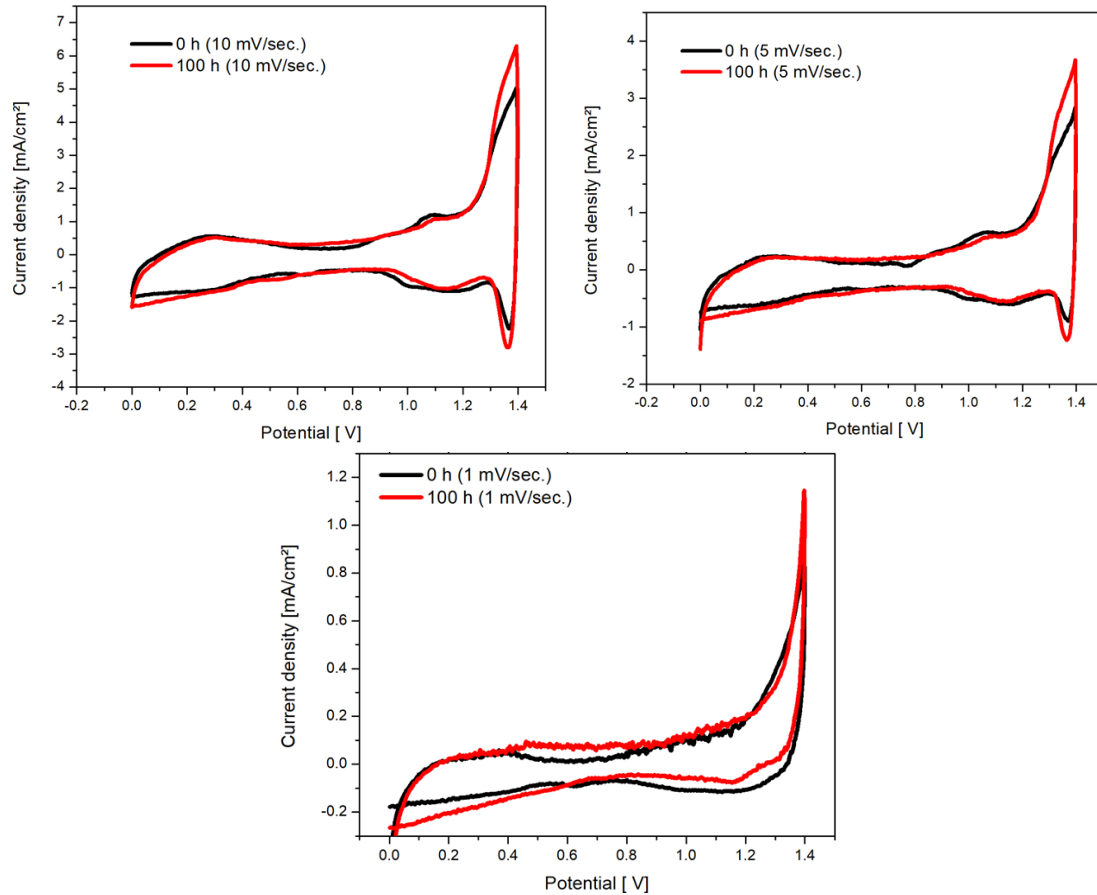 7
6
5
4
3
2
1
0
-1
-2
-3
-4
-0.2 0.0 0.2 0.4 0.6 0.8 1.0 1.2 1.4
Current density [mA/cm²]
Potential [ V]
0 h (10 mV/sec.)
100 h (10 mV/sec.)
4
3
2
1
0
-1
-2
-0.2 0.0 0.2 0.4 0.6 0.8 1.0 1.2 1.4
Current density [mA/cm²]
Potential [ V]
0 h (5 mV/sec.)
100 h (5 mV/sec.)
1.2
1.0
0.8
0.6
0.4
0.2
0.0
-0.2
0.0 0.2 0.4 0.6 0.8 1.0 1.2 1.4
Current density [mA/cm²]
Potential [ V]
0 h (1 mV/sec.)
100 h (1 mV/sec.)